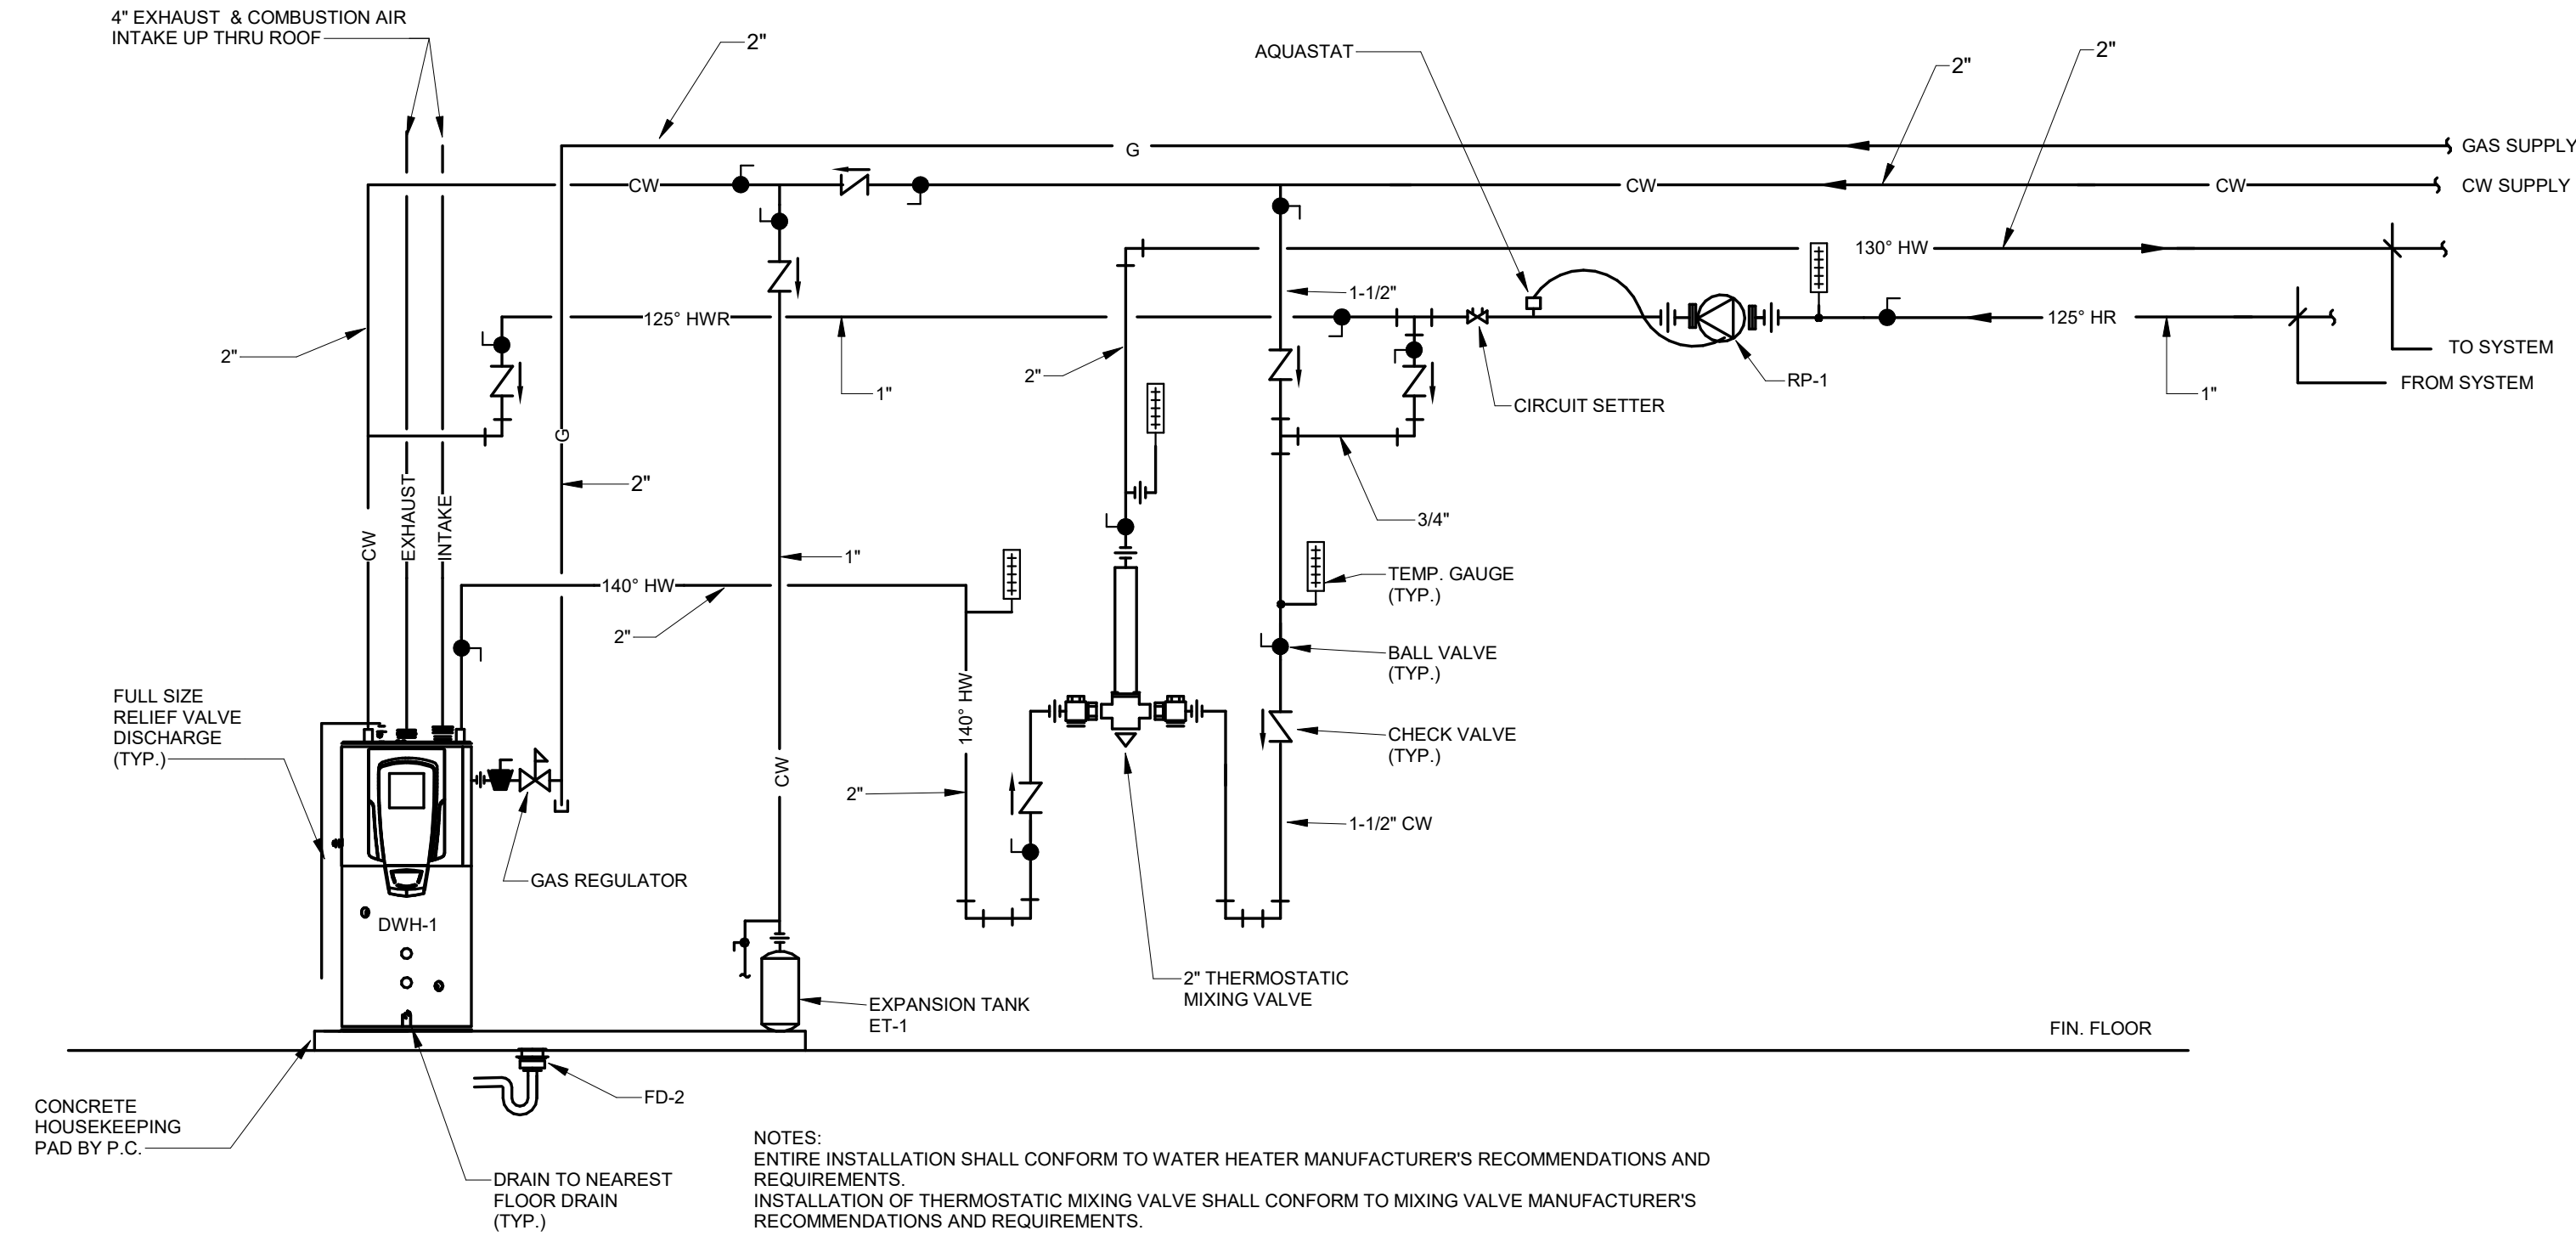 4" EXHAUST & COMBUSTION AIR
INTAKE UP THRU ROOF
2"
AQUASTAT
2"
2"
G
GAS SUPPLY
CW
CW
CW
CW SUPPLY
130° HW
1-1/2"
125° HWR
125° HR
2"
1"
2"
RP-1
CIRCUIT SETTER
1"
TO SYSTEM
FROM SYSTEM
G
2"
CW
EXHAUST
INTAKE
3/4"
1"
140° HW
2"
TEMP. GAUGE
(TYP.)
BALL VALVE
(TYP.)
FULL SIZE
RELIEF VALVE
DISCHARGE
(TYP.)
140° HW
CHECK VALVE
(TYP.)
CW
2"
1-1/2" CW
GAS REGULATOR
DWH-1
2" THERMOSTATIC
MIXING VALVE
EXPANSION TANK
ET-1
FIN. FLOOR
FD-2
CONCRETE
HOUSEKEEPING
PAD BY P.C.
DRAIN TO NEAREST
FLOOR DRAIN
(TYP.)
NOTES:
ENTIRE INSTALLATION SHALL CONFORM TO WATER HEATER MANUFACTURER'S RECOMMENDATIONS AND
REQUIREMENTS.
INSTALLATION OF THERMOSTATIC MIXING VALVE SHALL CONFORM TO MIXING VALVE MANUFACTURER'S
RECOMMENDATIONS AND REQUIREMENTS.